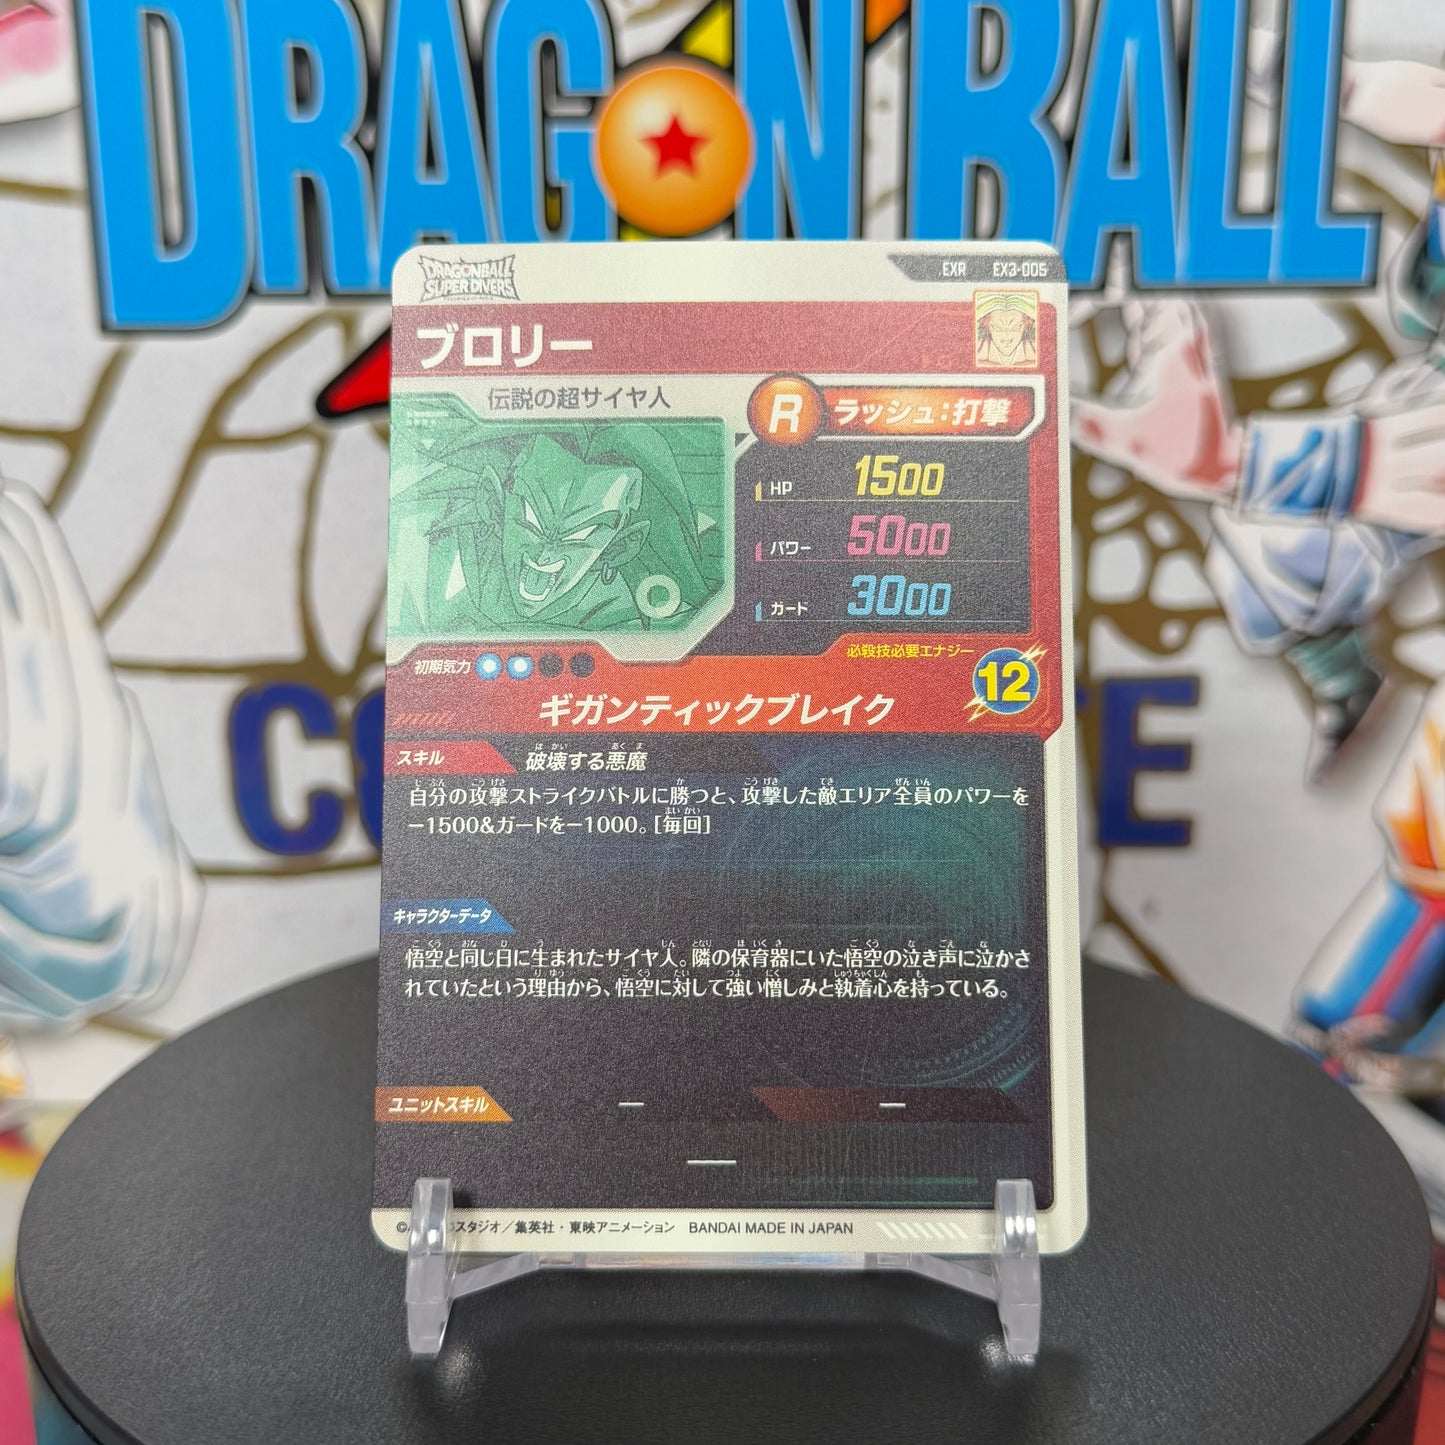 DRAGON BALL
DRAGONBALL
SUPER DIVERS
EXR EX3-005
ブロリー
伝説の超サイヤ人
R ラッシュ：打撃
HP 1500
パワー 5000
ガード 3000
初期気力
必殺技必要エナジー
12
ギガンティックブレイク
スキル 破壊する悪魔
自分の攻撃ストライクバトルに勝つと、攻撃した敵エリア全員のパワーを
ー1500&ガードをー1000。[毎回]
キャラクターデータ
悟空と同じ日に生まれたサイヤ人。隣の保育器にいた悟空の泣き声に泣かさ
れていたという理由から、悟空に対して強い憎しみと執着心を持っている。
ユニットスキル ー ー
ー
スタジオ／集英社・東映アニメーション BANDAI MADE IN JAPAN